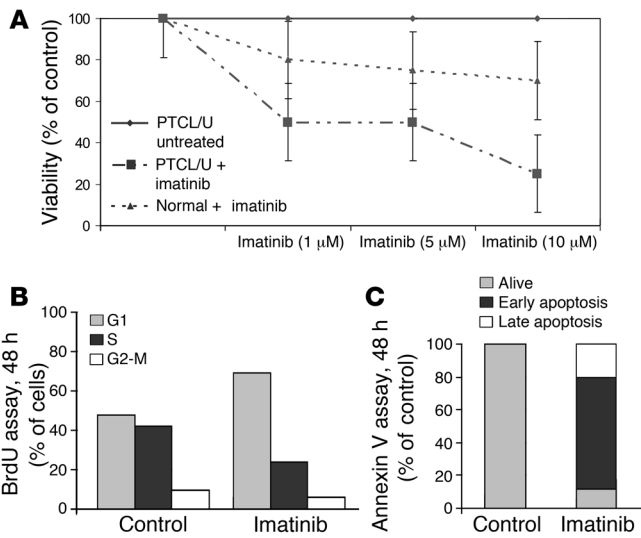 A
Viability (% of control)
100
80
60
40
20
0
PTCL/U
untreated
PTCL/U +
imatinib
Normal + imatinib
Imatinib (1 μM)
Imatinib (5 μM)
Imatinib (10 μM)
B
BrdU assay, 48 h
(% of cells)
100
80
60
40
20
0
G1
S
G2-M
Control
Imatinib
C
Alive
Early apoptosis
Late apoptosis
Annexin V assay, 48 h
(% of control)
100
80
60
40
20
0
Control
Imatinib